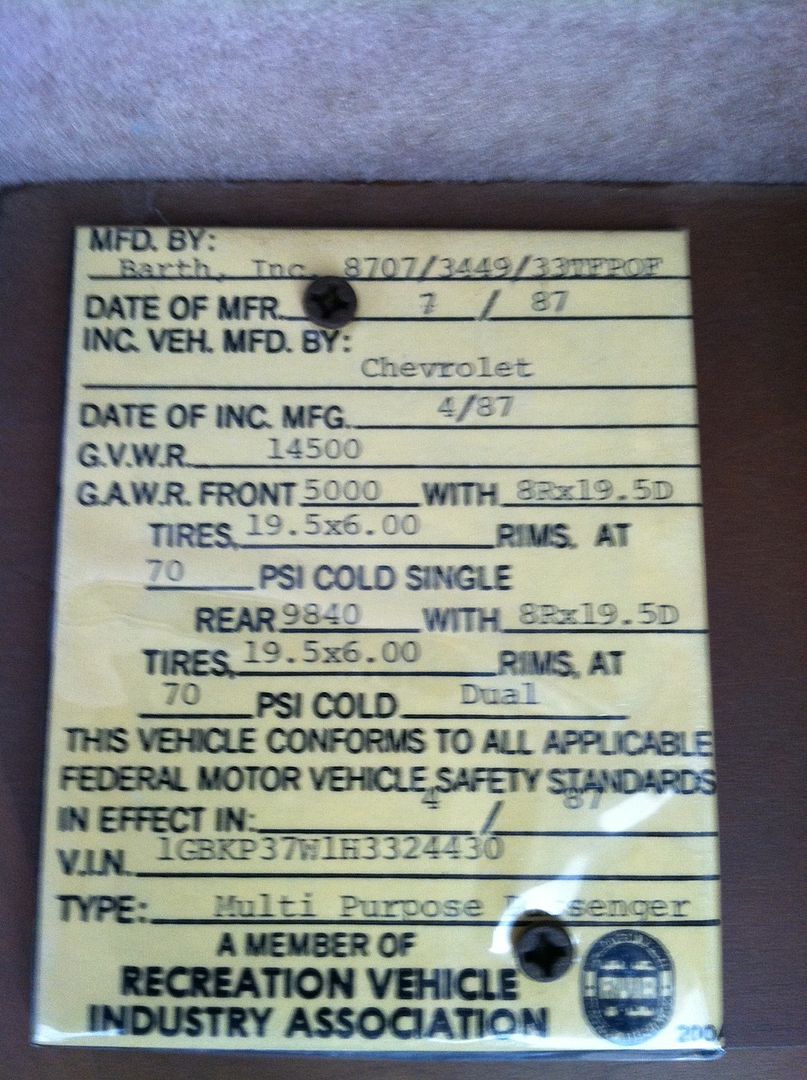 MFD. BY:
Barth, Inc. 8707/3449/33TFPOF
DATE OF MFR. 7 / 87
INC. VEH. MFD. BY:
Chevrolet
DATE OF INC. MFG. 4/87
G.V.W.R. 14500
G.A.W.R. FRONT 5000 WITH 8Rx19.5D
TIRES, 19.5x6.00 RIMS, AT
70 PSI COLD SINGLE
REAR 9840 WITH 8Rx19.5D
TIRES, 19.5x6.00 RIMS, AT
70 PSI COLD Dual
THIS VEHICLE CONFORMS TO ALL APPLICABLE
FEDERAL MOTOR VEHICLE SAFETY STANDARDS
IN EFFECT IN: 4 / 87
V.I.N. 1GBKP37W1H3324430
TYPE: Multi Purpose
A MEMBER OF
RECREATION VEHICLE
INDUSTRY ASSOCIATION